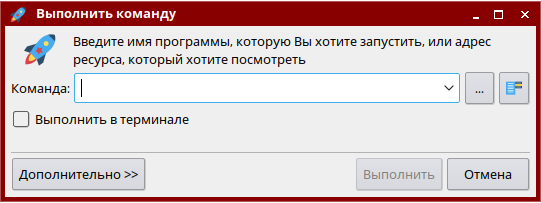 Выполнить команду
Введите имя программы, которую Вы хотите запустить, или адрес
ресурса, который хотите посмотреть
Команда:
...
Выполнить в терминале
Дополнительно >>
Выполнить
Отмена